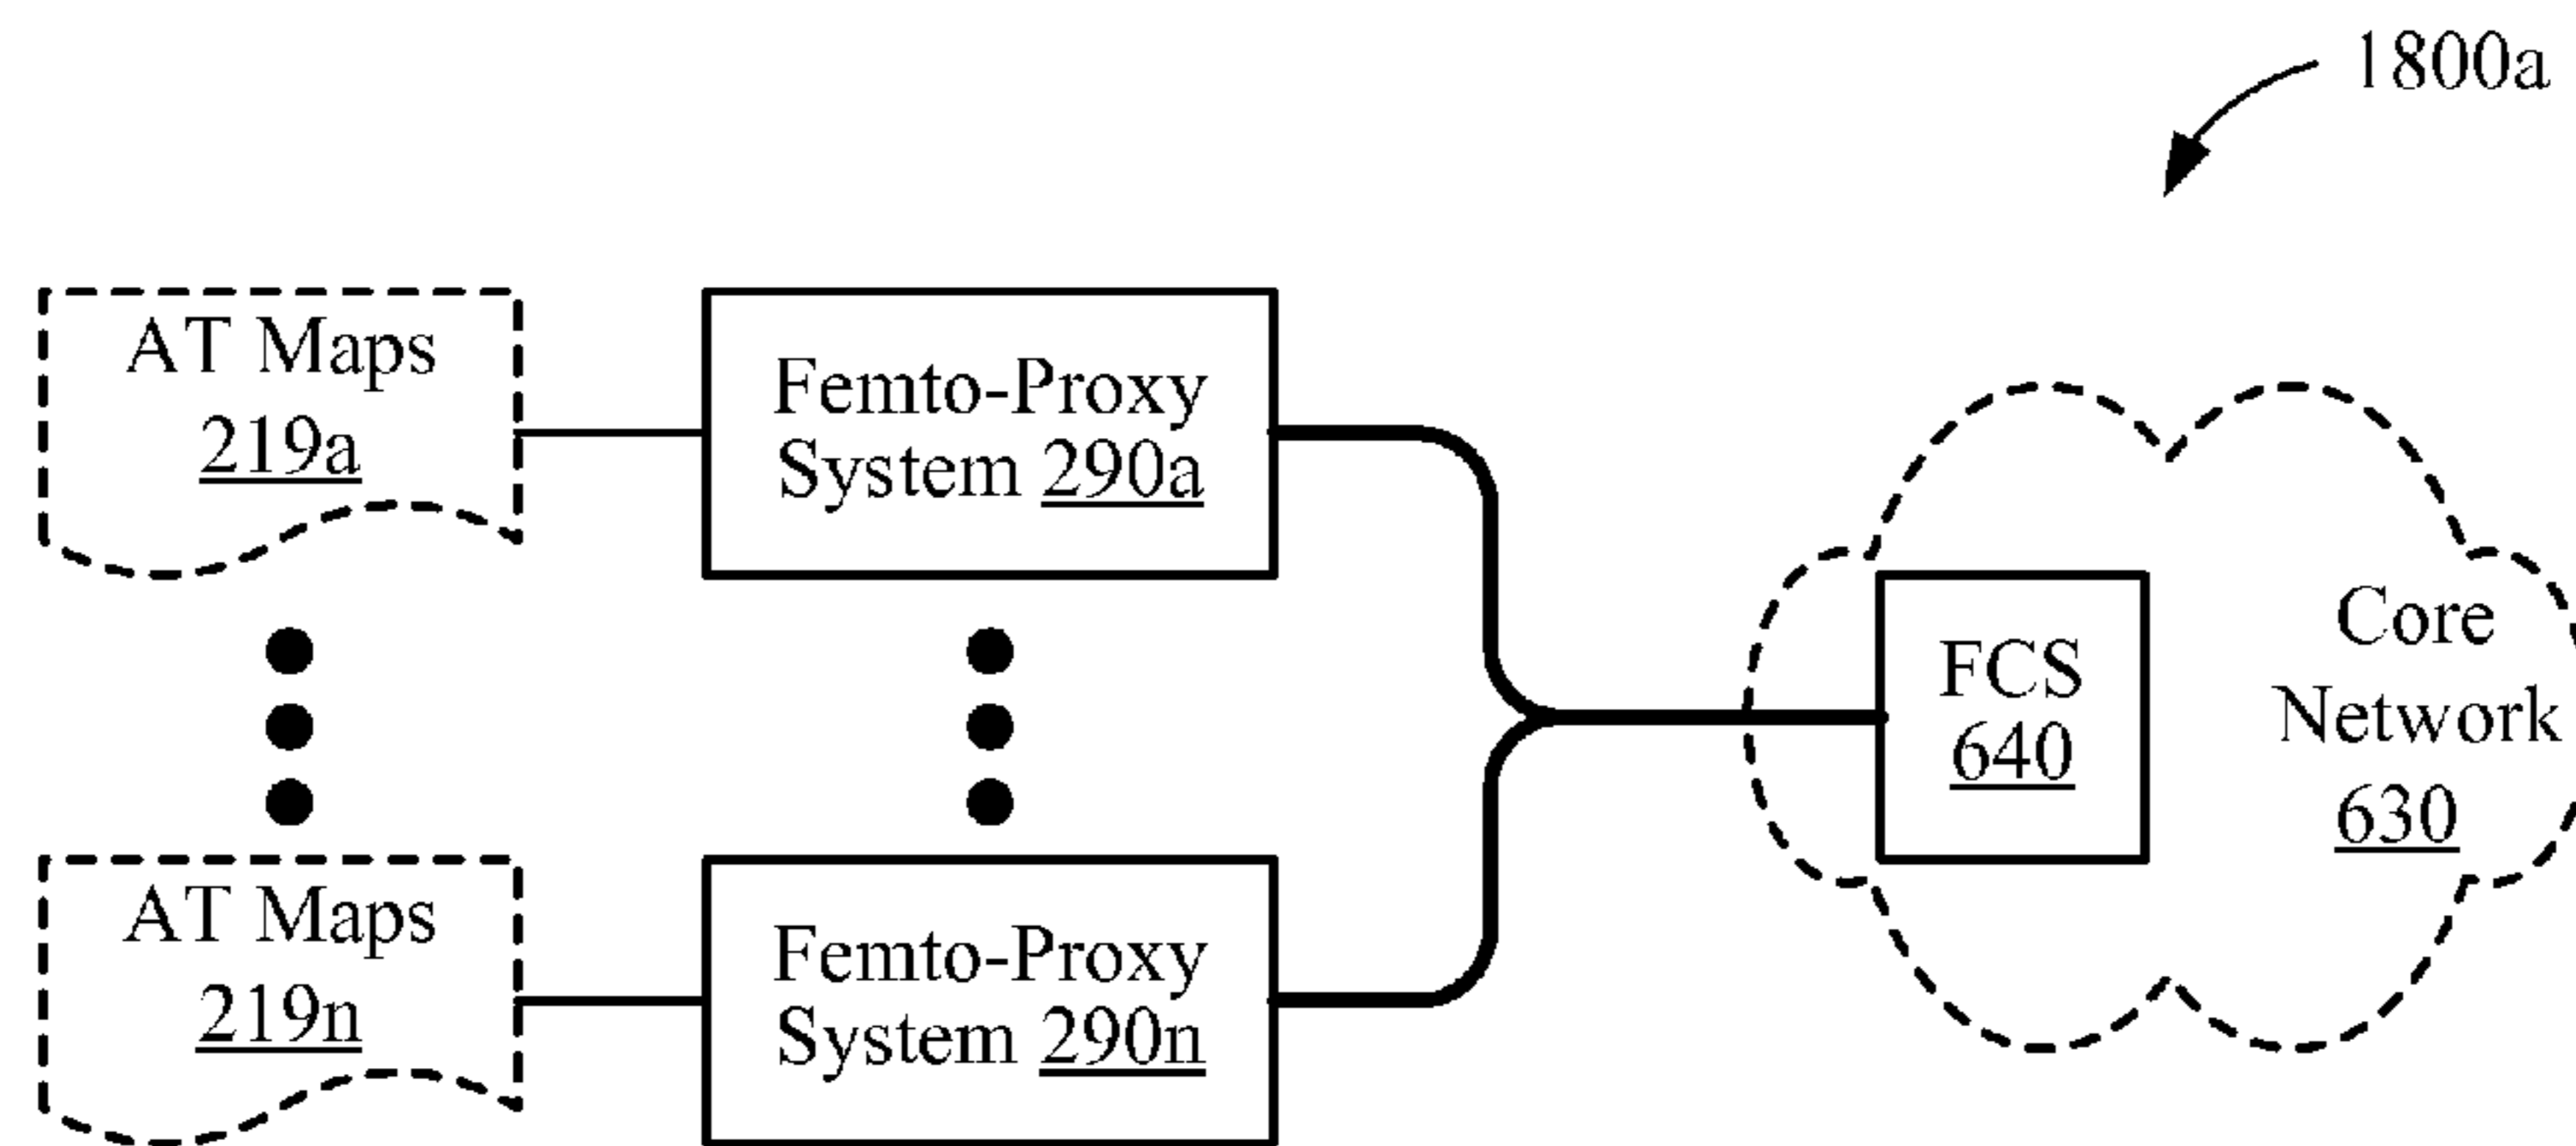 1800a
AT Maps
219a
Femto-Proxy
System 290a
FCS
640
Core
Network
630
AT Maps
219n
Femto-Proxy
System 290n